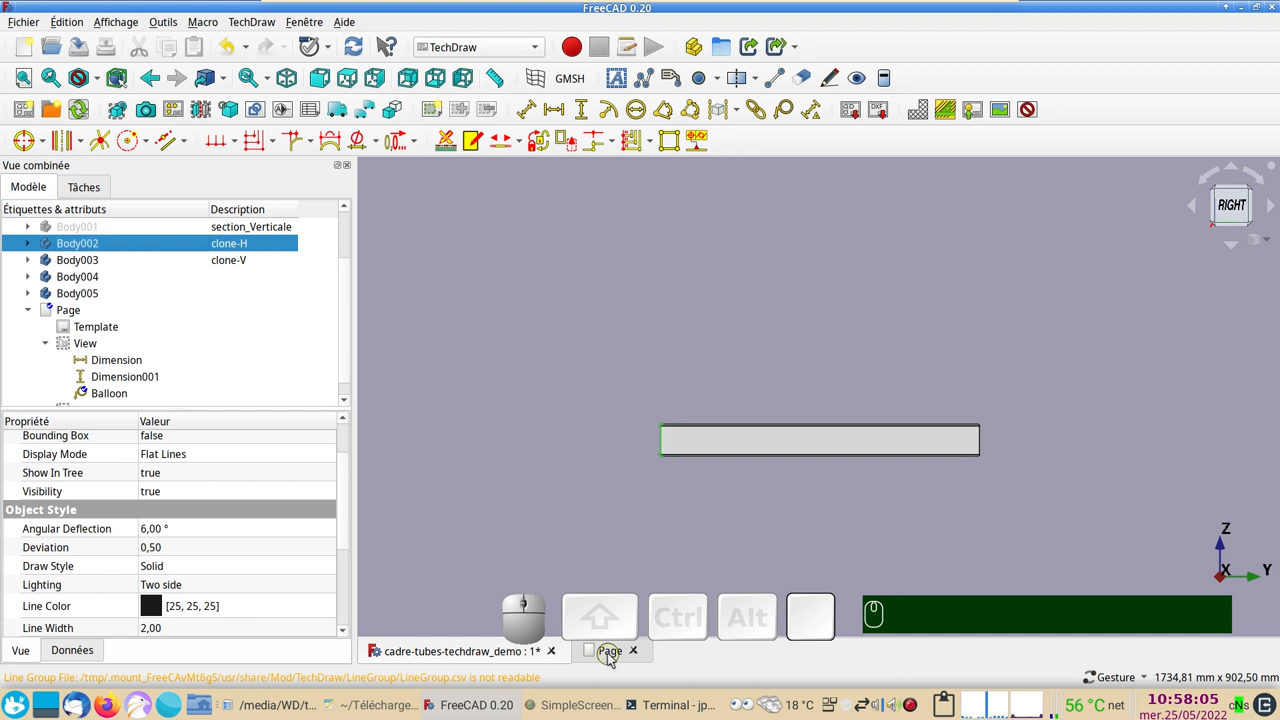 FreeCAD 0.20
Fichier Édition Affichage Outils Macro TechDraw Fenêtre Aide
TechDraw
GMSH
Vue combinée
Modèle Tâches
Étiquettes & attributs Description
Body001 section_Verticale
Body002 clone-H
Body003 clone-V
Body004
Body005
Page
Template
View
Dimension
Dimension001
Balloon
Propriété Valeur
Bounding Box false
Display Mode Flat Lines
Show In Tree true
Visibility true
Object Style
Angular Deflection 6,00 °
Deviation 0,50
Draw Style Solid
Lighting Two side
Line Color [25, 25, 25]
Line Width 2,00
Vue Données
RIGHT
Z
X
Y
Ctrl Alt
cadre-tubes-techdraw_demo : 1*
Page
Line Group File: /tmp/.mount_FreeCAvMt6gS/usr/share/Mod/TechDraw/LineGroup/LineGroup.csv is not readable
Gesture 1734,81 mm x 902,50 mm
/media/WD/t... ~/Télécharge... FreeCAD 0.20 SimpleScreen... Terminal - jp... 18 °C 56 °C net 10:58:05
mer.25/05/2022